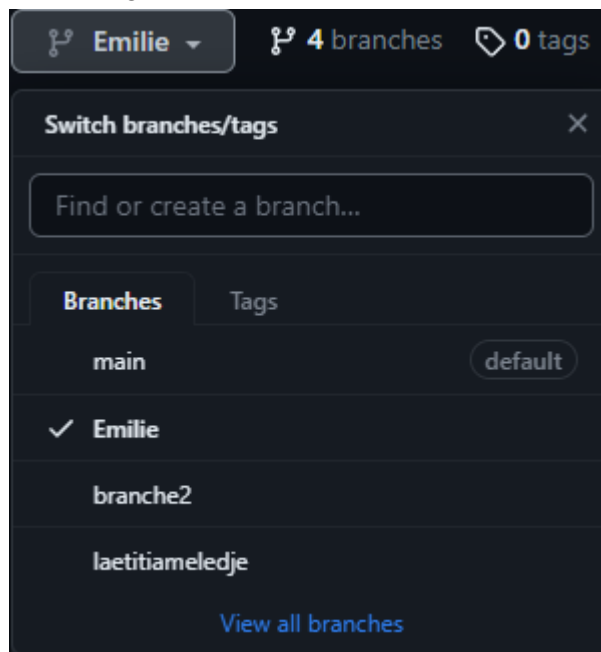 Emilie 4 branches 0 tags
Switch branches/tags
Find or create a branch...
Branches Tags
main default
Emilie
branche2
laetitiameledje
View all branches